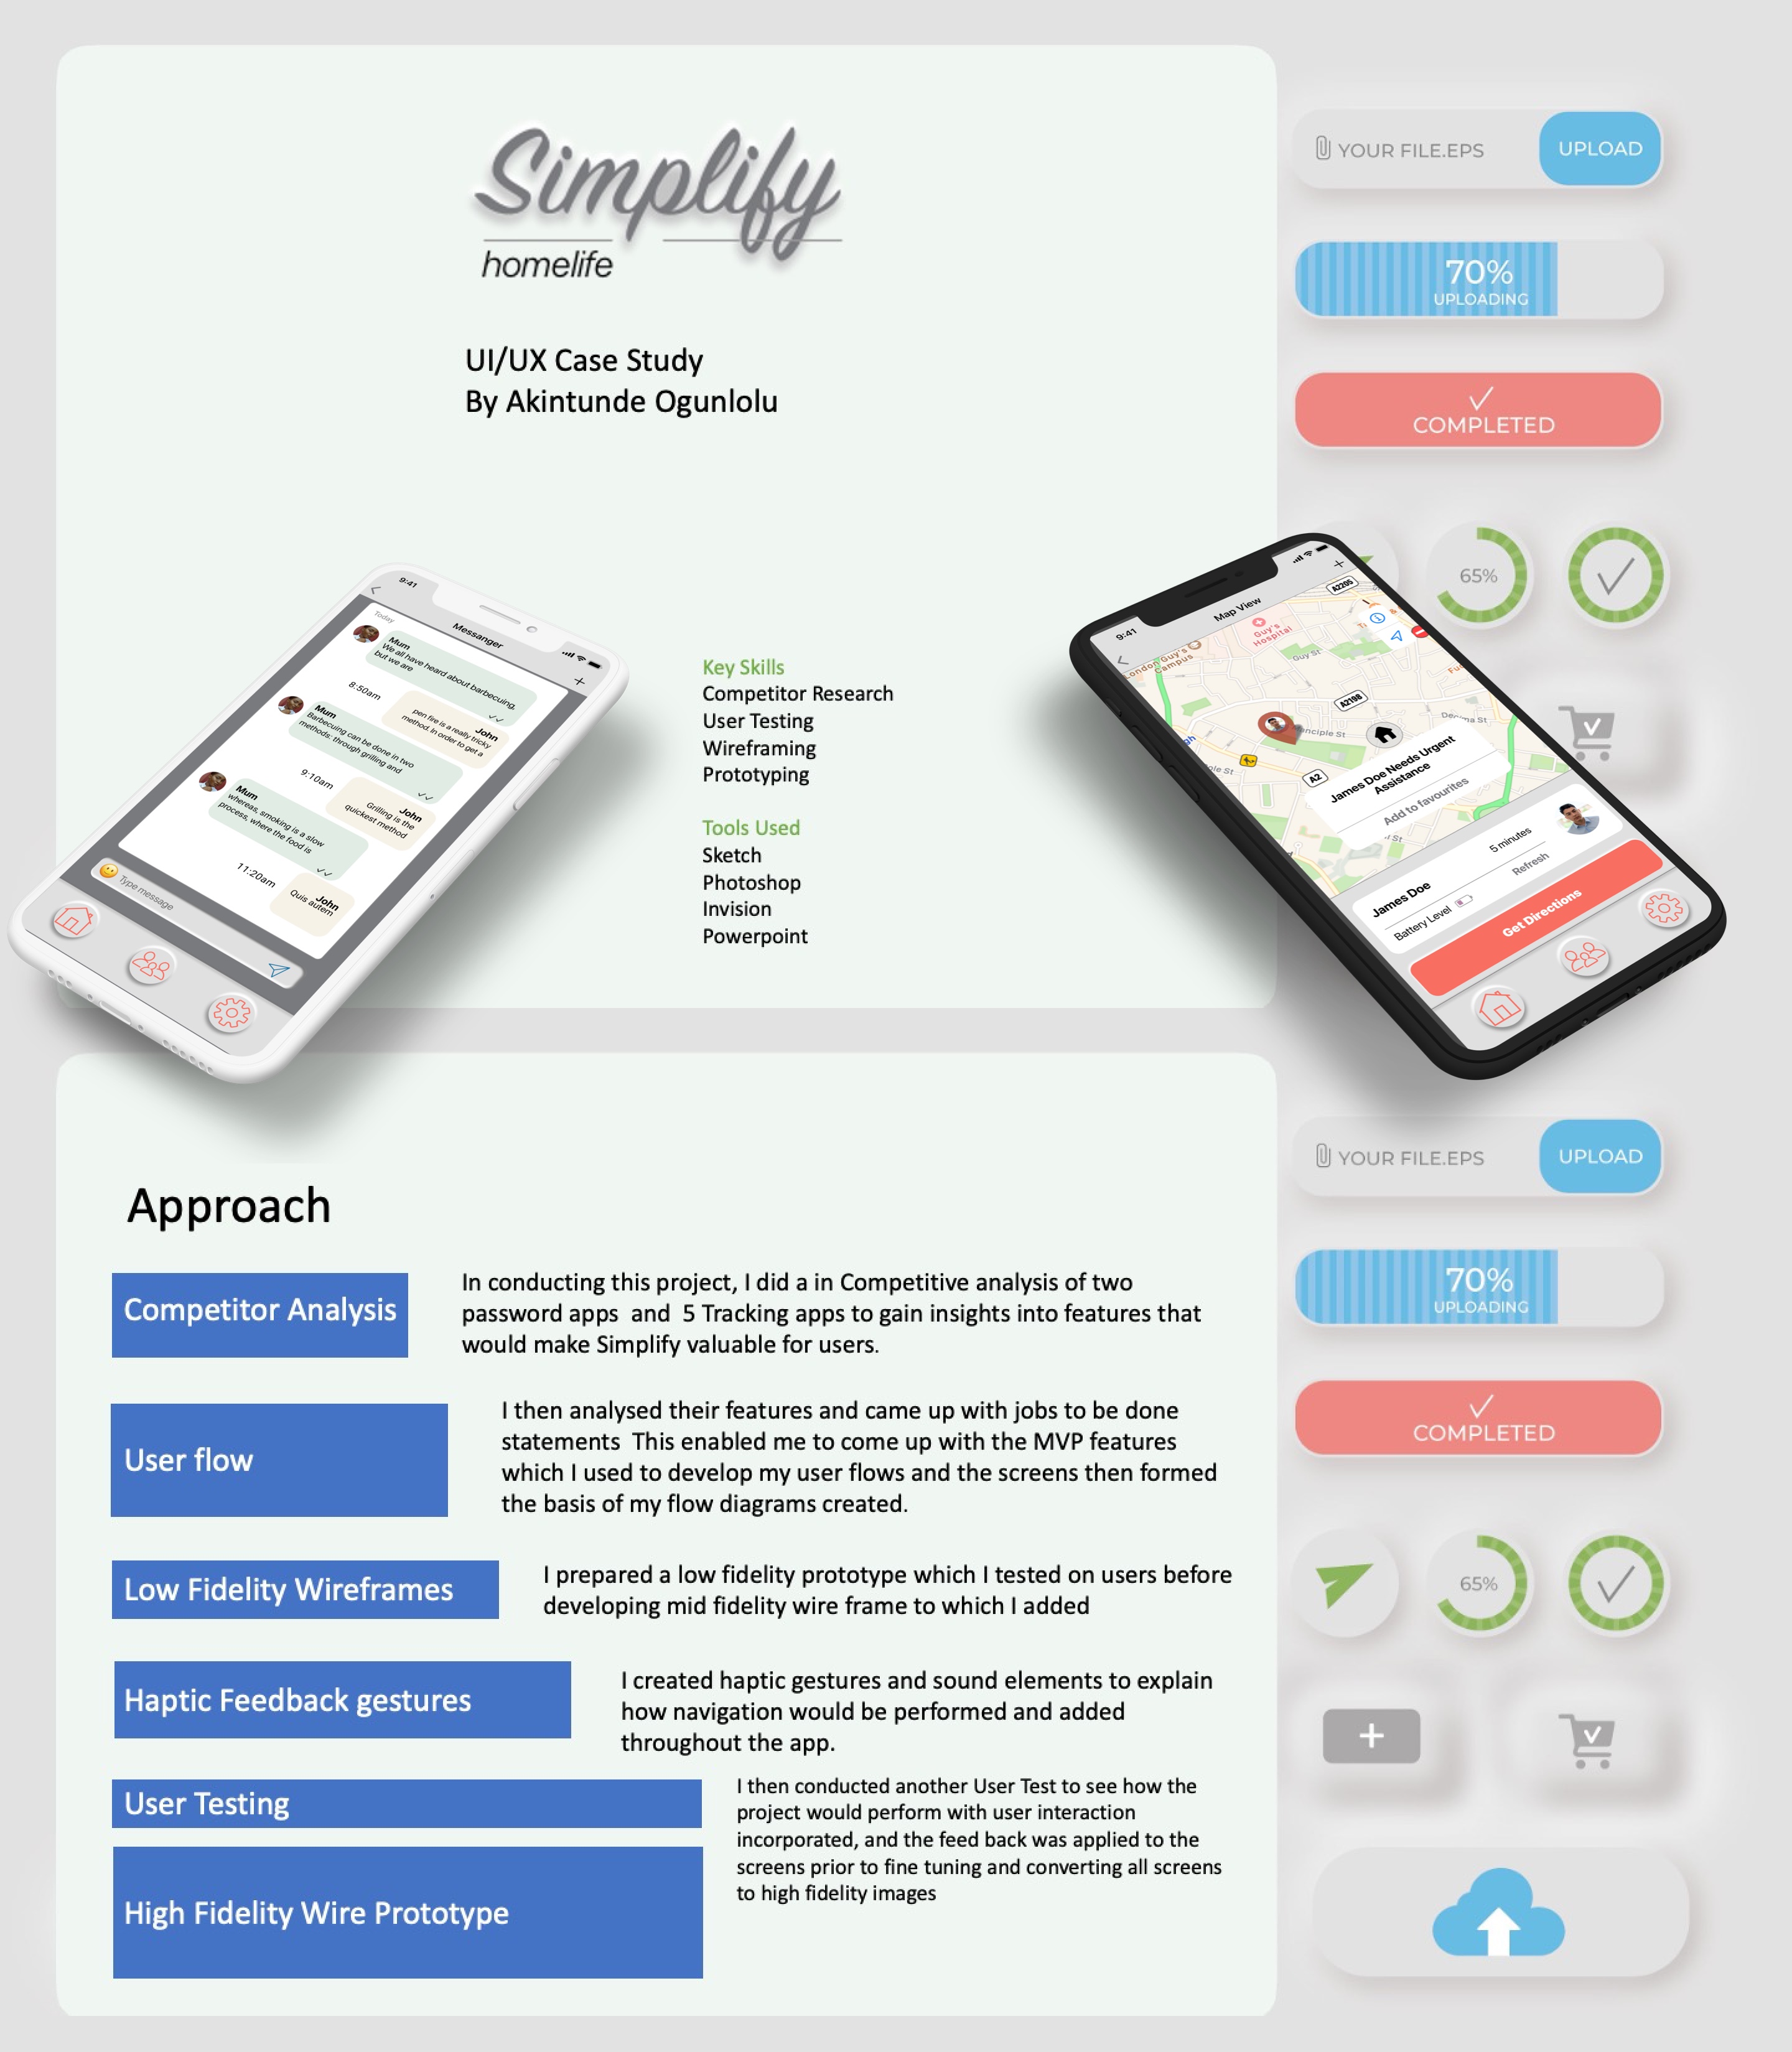 Simplify
homelife
UI/UX Case Study
By Akintunde Ogunlolu
YOUR FILE.EPS
UPLOAD
70%
UPLOADING
COMPLETED
65%
9:41
Messanger
Today
Mum
We all have heard about barbecuing,
but we are
8:50am
John
pen fire is a really tricky
method. In order to get a
Mum
Barbecuing can be done in two
methods: through grilling and
9:10am
John
Grilling is the
quickest method
Mum
whereas, smoking is a slow
process, where the food is
11:20am
John
Quis autem
Type message
Key Skills
Competitor Research
User Testing
Wireframing
Prototyping
Tools Used
Sketch
Photoshop
Invision
Powerpoint
9:41
Map View
A2205
Guy's
Hospital
London Guy's
Campus
Guy St
A2198
Decima St
nciple St
A2
James Doe Needs Urgent
Assistance
Add to favourites
James Doe
5 minutes
Battery Level
Refresh
Get Directions
Approach
Competitor Analysis
In conducting this project, I did a in Competitive analysis of two
password apps  and  5 Tracking apps to gain insights into features that
would make Simplify valuable for users.
User flow
I then analysed their features and came up with jobs to be done
statements  This enabled me to come up with the MVP features
which I used to develop my user flows and the screens then formed
the basis of my flow diagrams created.
Low Fidelity Wireframes
I prepared a low fidelity prototype which I tested on users before
developing mid fidelity wire frame to which I added
Haptic Feedback gestures
I created haptic gestures and sound elements to explain
how navigation would be performed and added
throughout the app.
User Testing
I then conducted another User Test to see how the
project would perform with user interaction
incorporated, and the feed back was applied to the
screens prior to fine tuning and converting all screens
to high fidelity images
High Fidelity Wire Prototype
YOUR FILE.EPS
UPLOAD
70%
UPLOADING
COMPLETED
65%